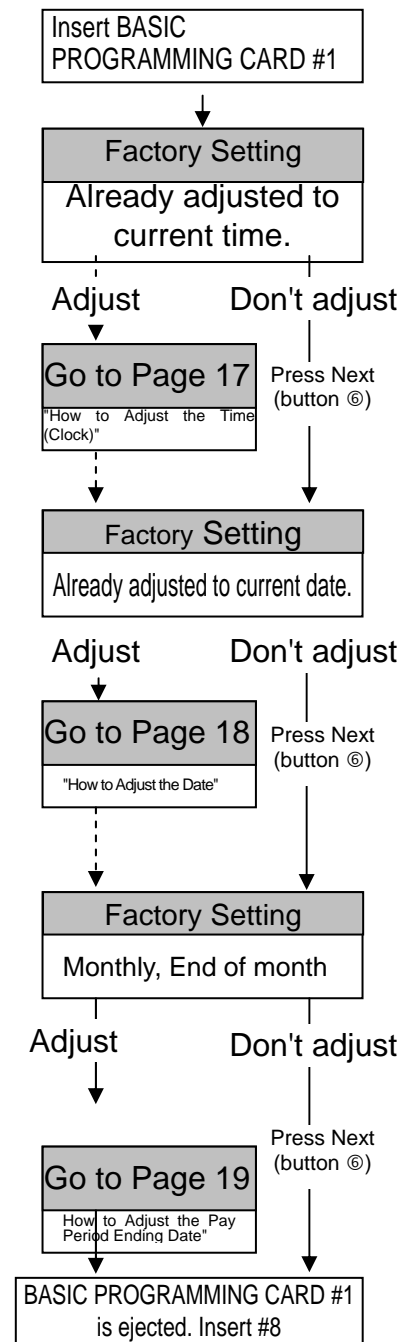 Insert BASIC
PROGRAMMING CARD #1
Factory Setting
Already adjusted to
current time.
Adjust
Don't adjust
Go to Page 17
"How to Adjust the Time
(Clock)"
Press Next
(button ⑥)
Factory Setting
Already adjusted to current date.
Adjust
Don't adjust
Go to Page 18
"How to Adjust the Date"
Press Next
(button ⑥)
Factory Setting
Monthly, End of month
Adjust
Don't adjust
Press Next
(button ⑥)
Go to Page 19
How to Adjust the Pay
Period Ending Date"
BASIC PROGRAMMING CARD #1
is ejected. Insert #8